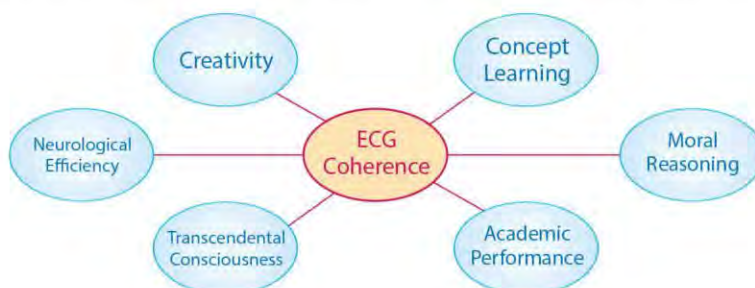 Creativity
Concept
Learning
Neurological
Efficiency
ECG
Coherence
Moral
Reasoning
Transcendental
Consciousness
Academic
Performance